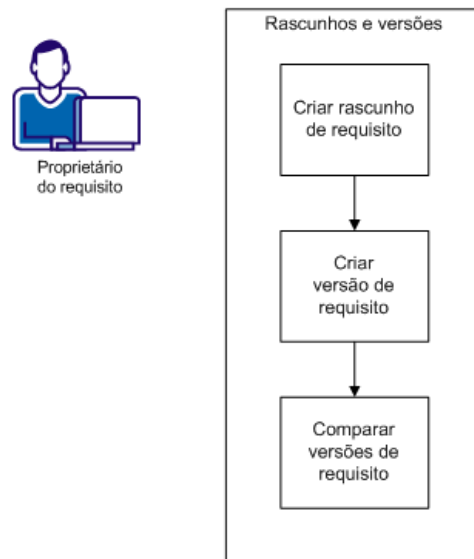 Rascunhos e versões
Criar rascunho
de requisito
Proprietário
do requisito
Criar
versão de
requisito
Comparar
versões de
requisito